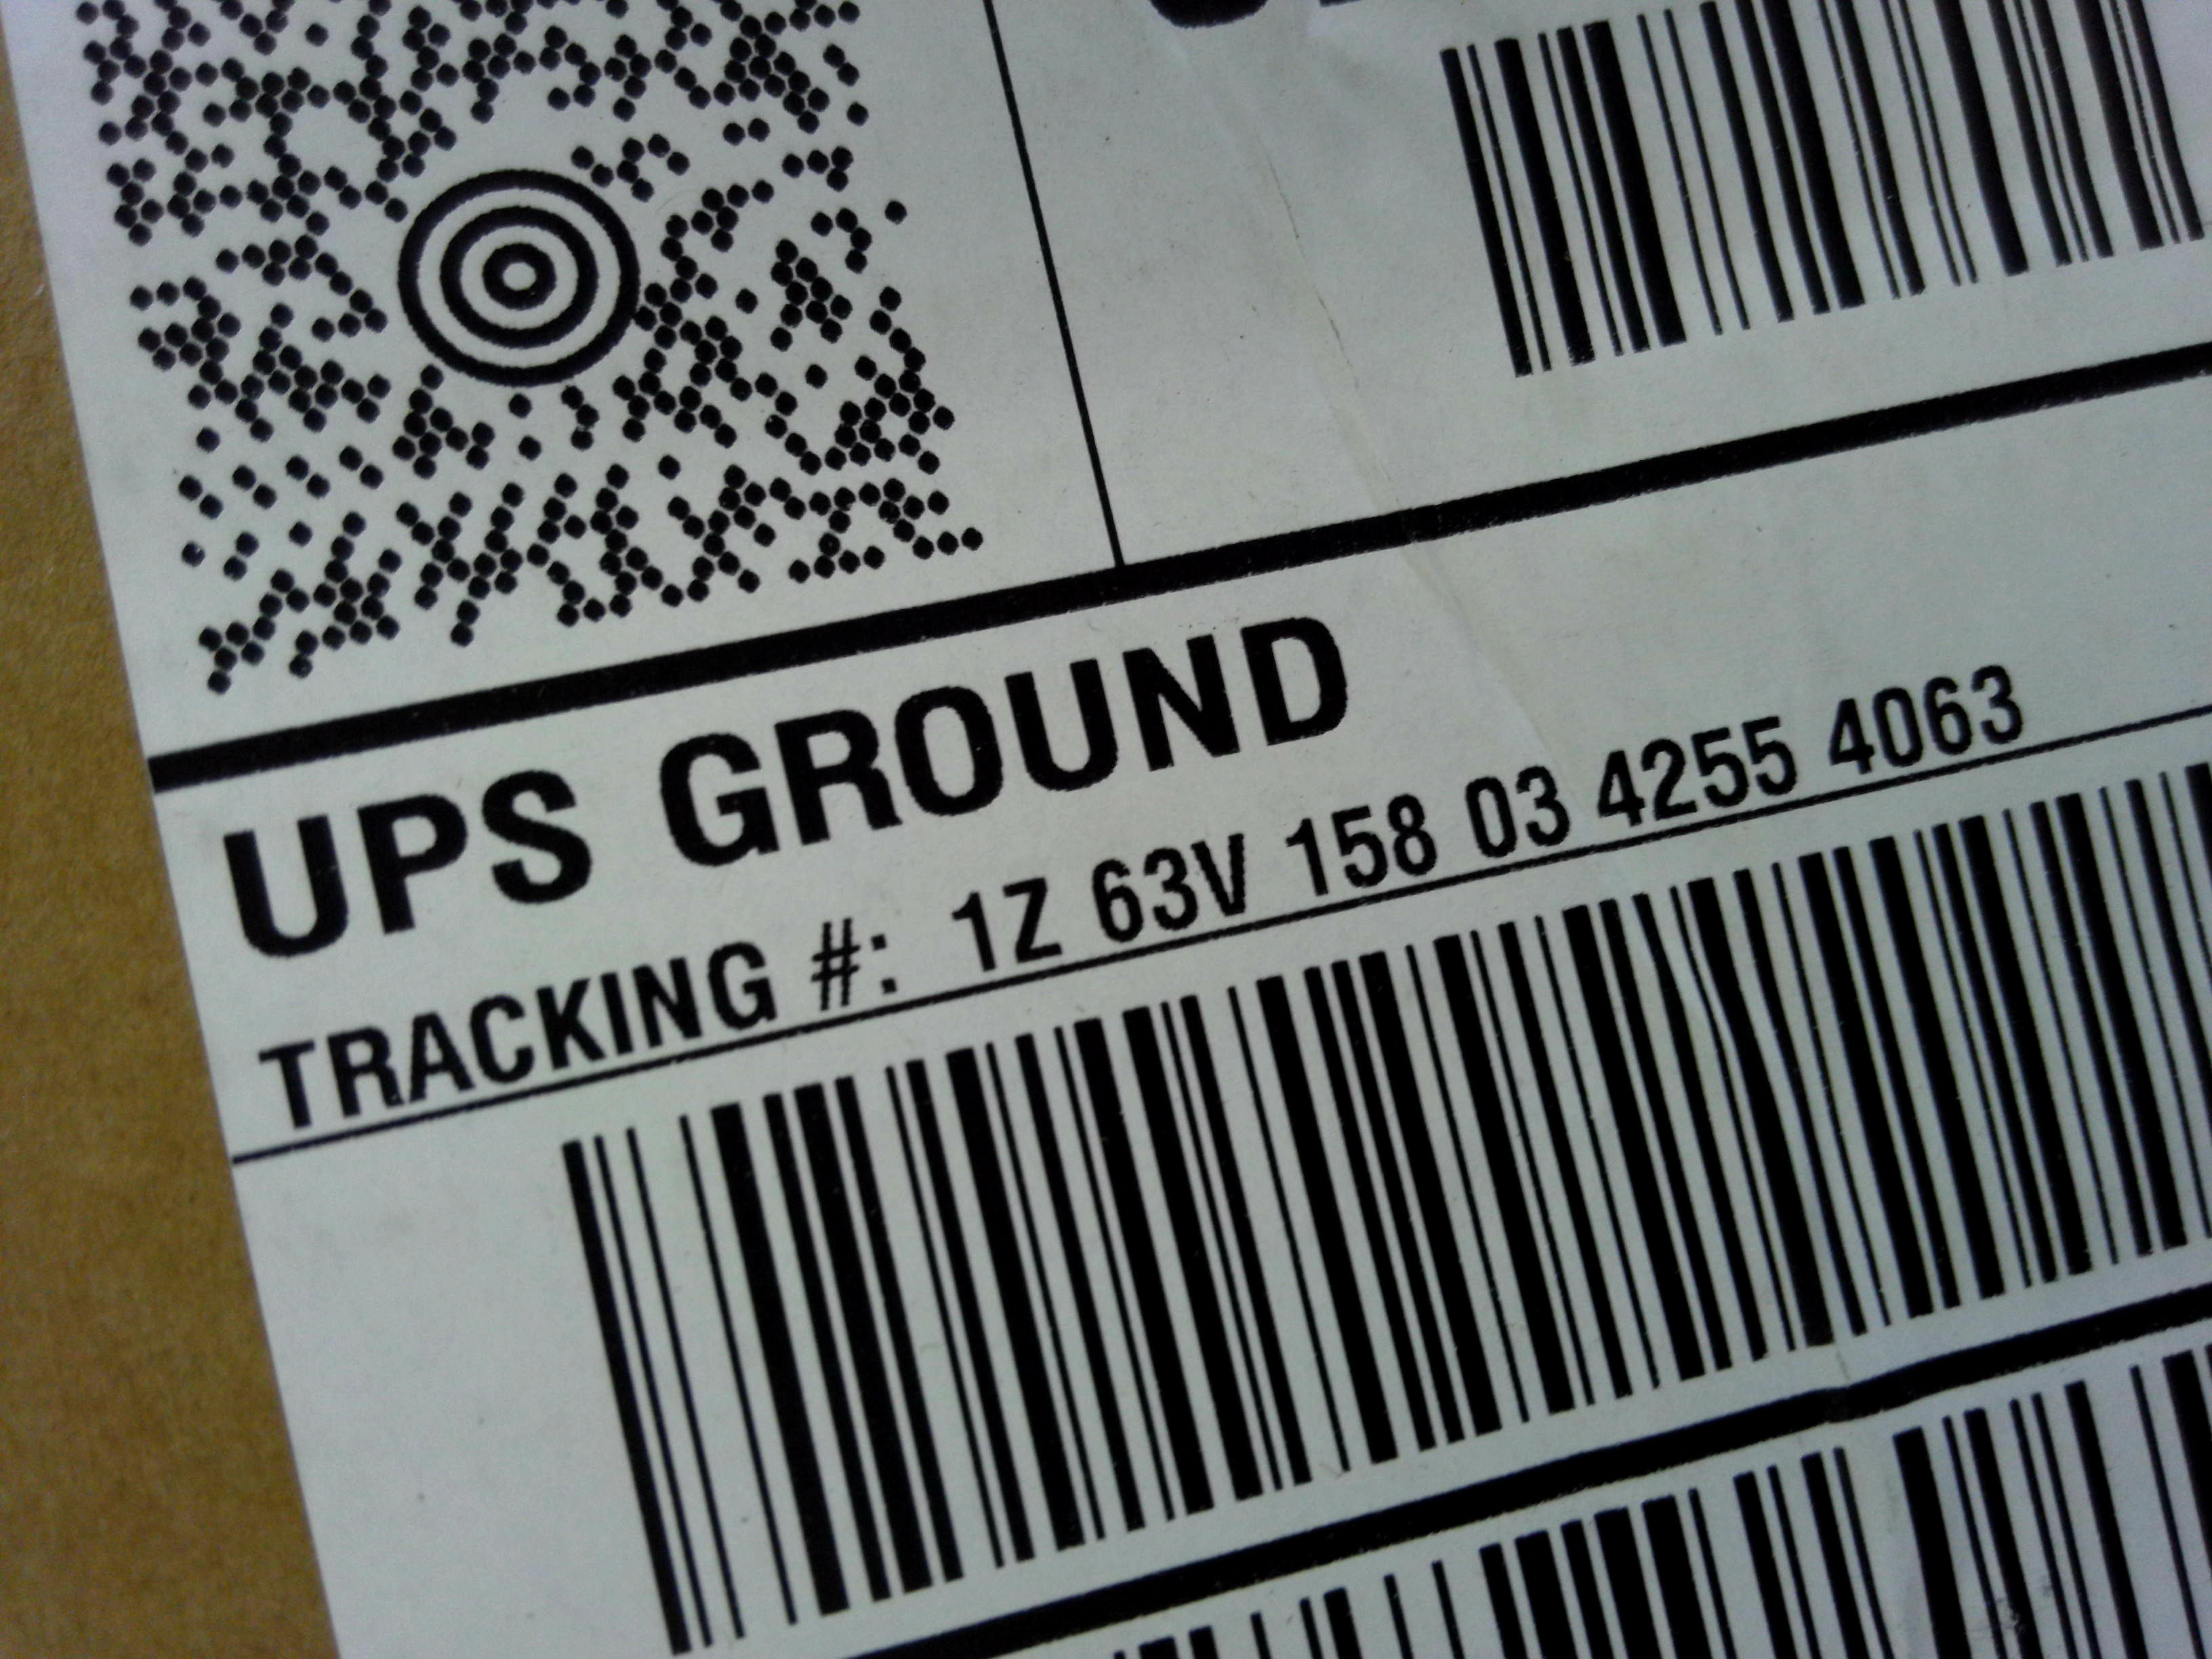 UPS GROUND
TRACKING #: 1Z 63V 158 03 4255 4063